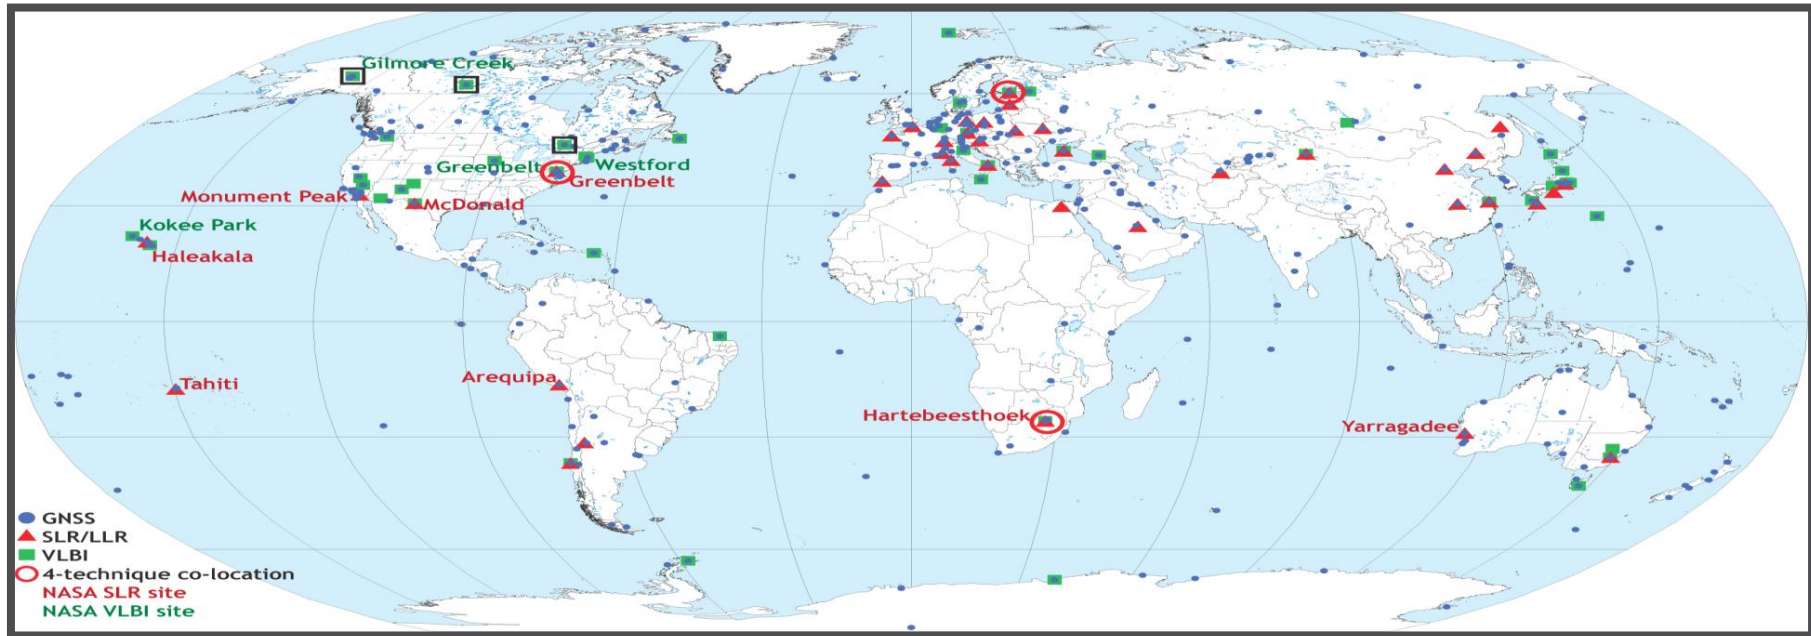 Gilmore Creek
Greenbelt
Westford
Greenbelt
Monument Peak
McDonald
Kokee Park
Haleakala
Tahiti
Arequipa
Hartebeesthoek
Yarragadee
GNSS
SLR/LLR
VLBI
4-technique co-location
NASA SLR site
NASA VLBI site